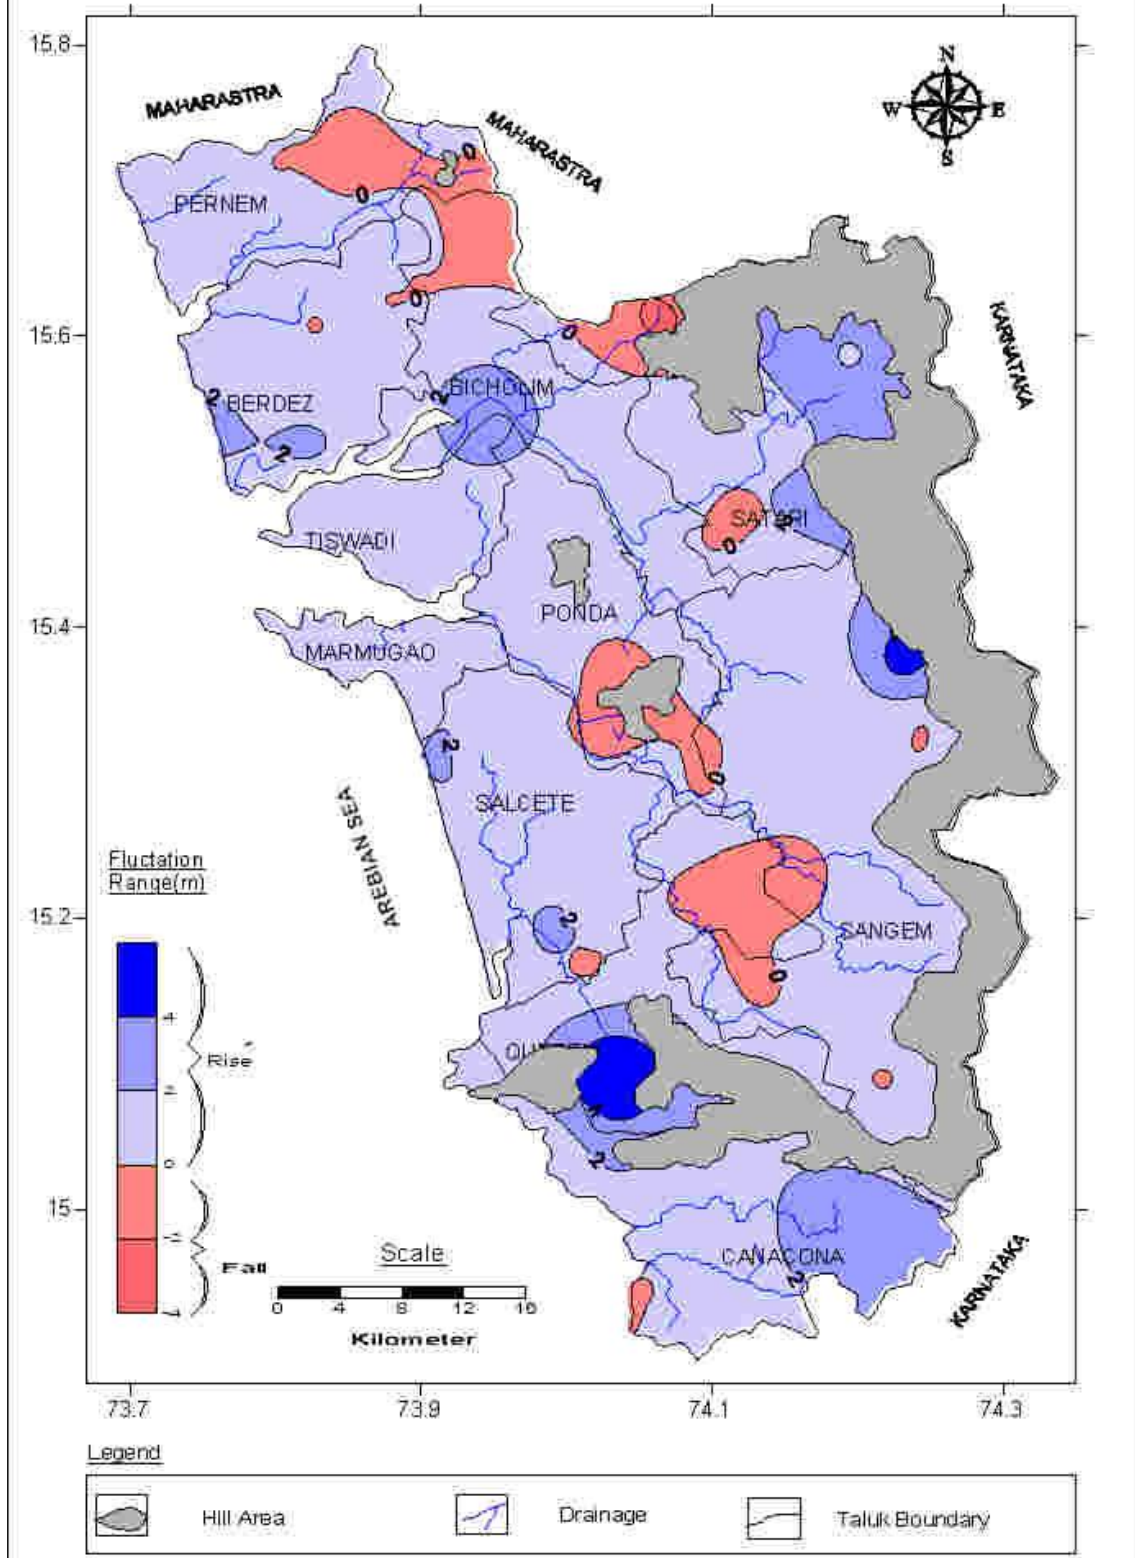 15.8
N
MAHARASTRA
MAHARASTRA
W
E
S
0
0
PERNEM
0
KARNATAKA
15.6
0
2
2
BICHOLIM
BERDEZ
2
SATARI
0
TISWADI
PONDA
15.4
MARMUGAO
2
0
SALCETE
AREBIAN SEA
Fluctation
Range(m)
15.2
2
SANGEM
0
4
Rise
2
0
4
2
15
Fall
Scale
CANACONA
2
KARNATAKA
0 4 8 12 16
Kilometer
73.7 73.9 74.1 74.3
Legend
Hill Area
Drainage
Taluk Boundary